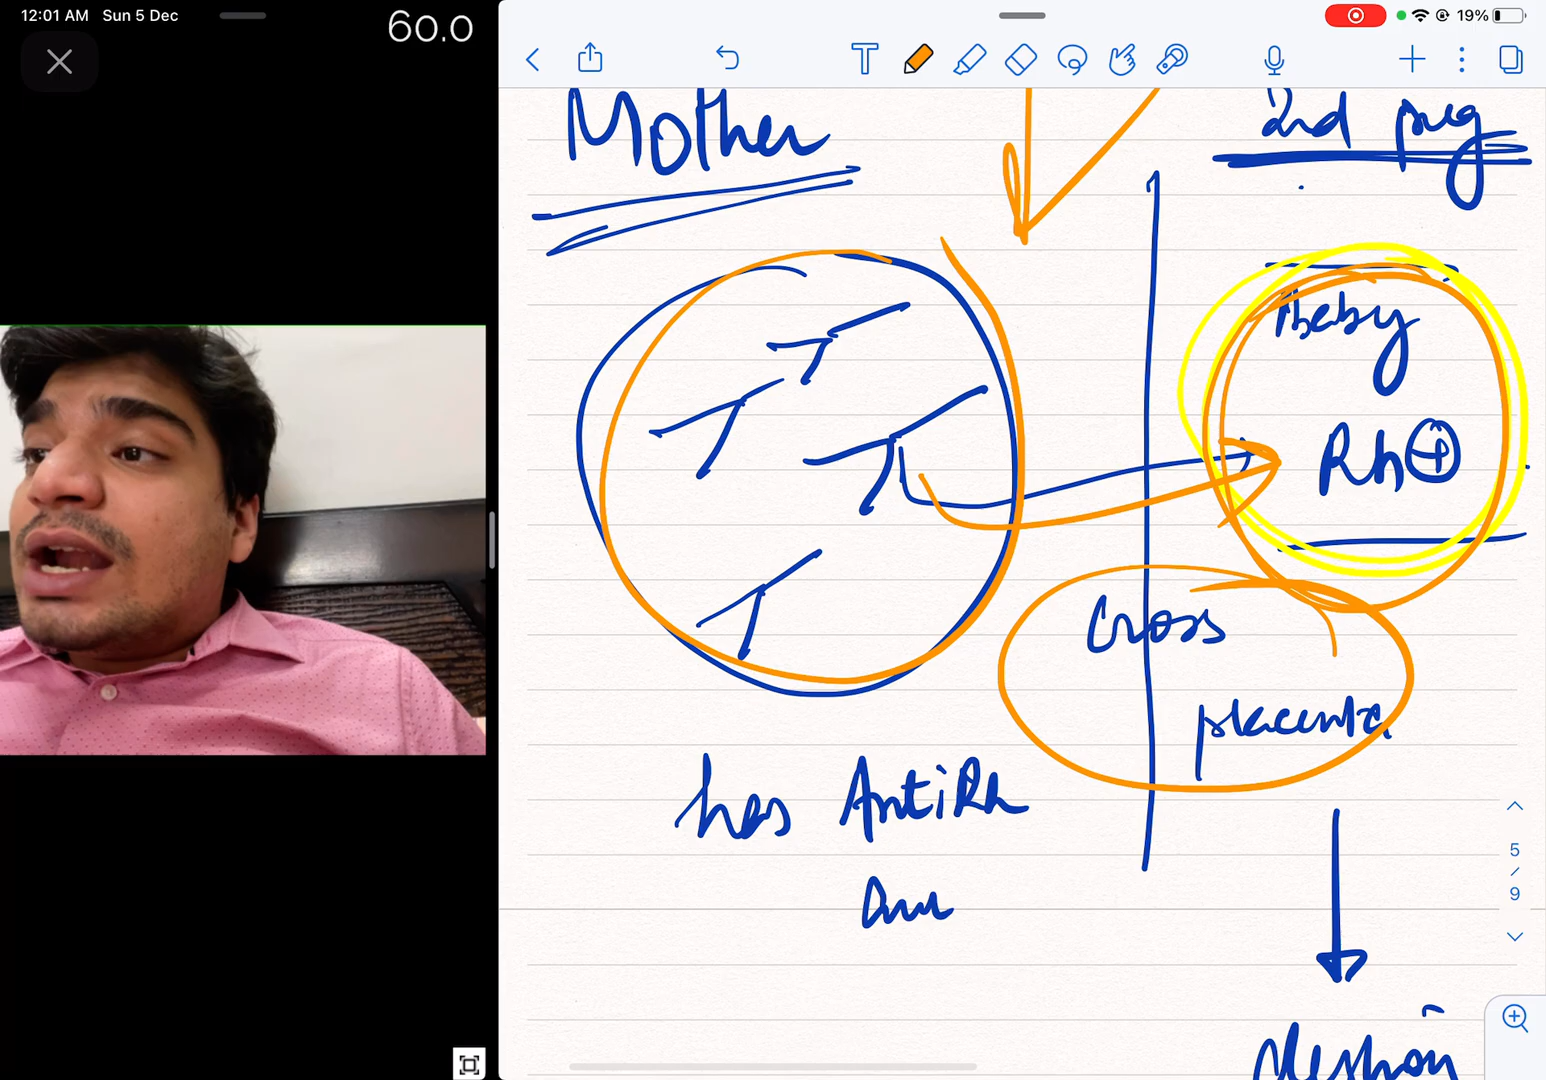 12:01 AM Sun 5 Dec
60.0
19%
T
Mother
2nd preg
Baby
Rh+
Cross
placenta
has AntiRh
5
/
9